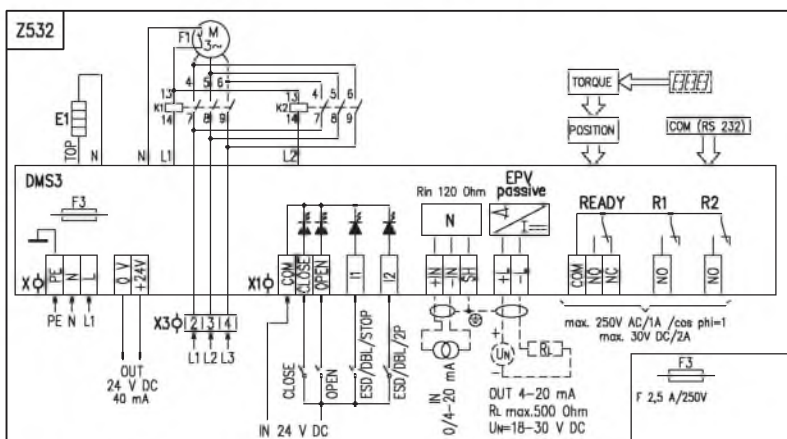 Z532
F1
M
3~
4 5 6
13
K1
14 7 8 9
13 4 5 6
K2
14 7 8 9
E1
TOP
N
N
L1
L2
TORQUE
POSITION
COM (RS 232)
DMS3
F3
Rin 120 Ohm
N
EPV
passive
READY R1 R2
X PE N L
0 V +24V
X1 COM CLOSE OPEN I1 I2
+IN -IN SH
+L -L
COM NO NC NO NO
PE N L1
X3 2 3 4
L1 L2 L3
OUT
24 V DC
40 mA
CLOSE
OPEN
ESD/DBL/STOP
ESD/DBL/2P
IN 24 V DC
IN
0/4-20 mA
+
UN
-
RL
OUT 4-20 mA
RL max.500 Ohm
UN=18-30 V DC
max. 250V AC/1A /cos phi=1
max. 30V DC/2A
F3
F 2,5 A/250V